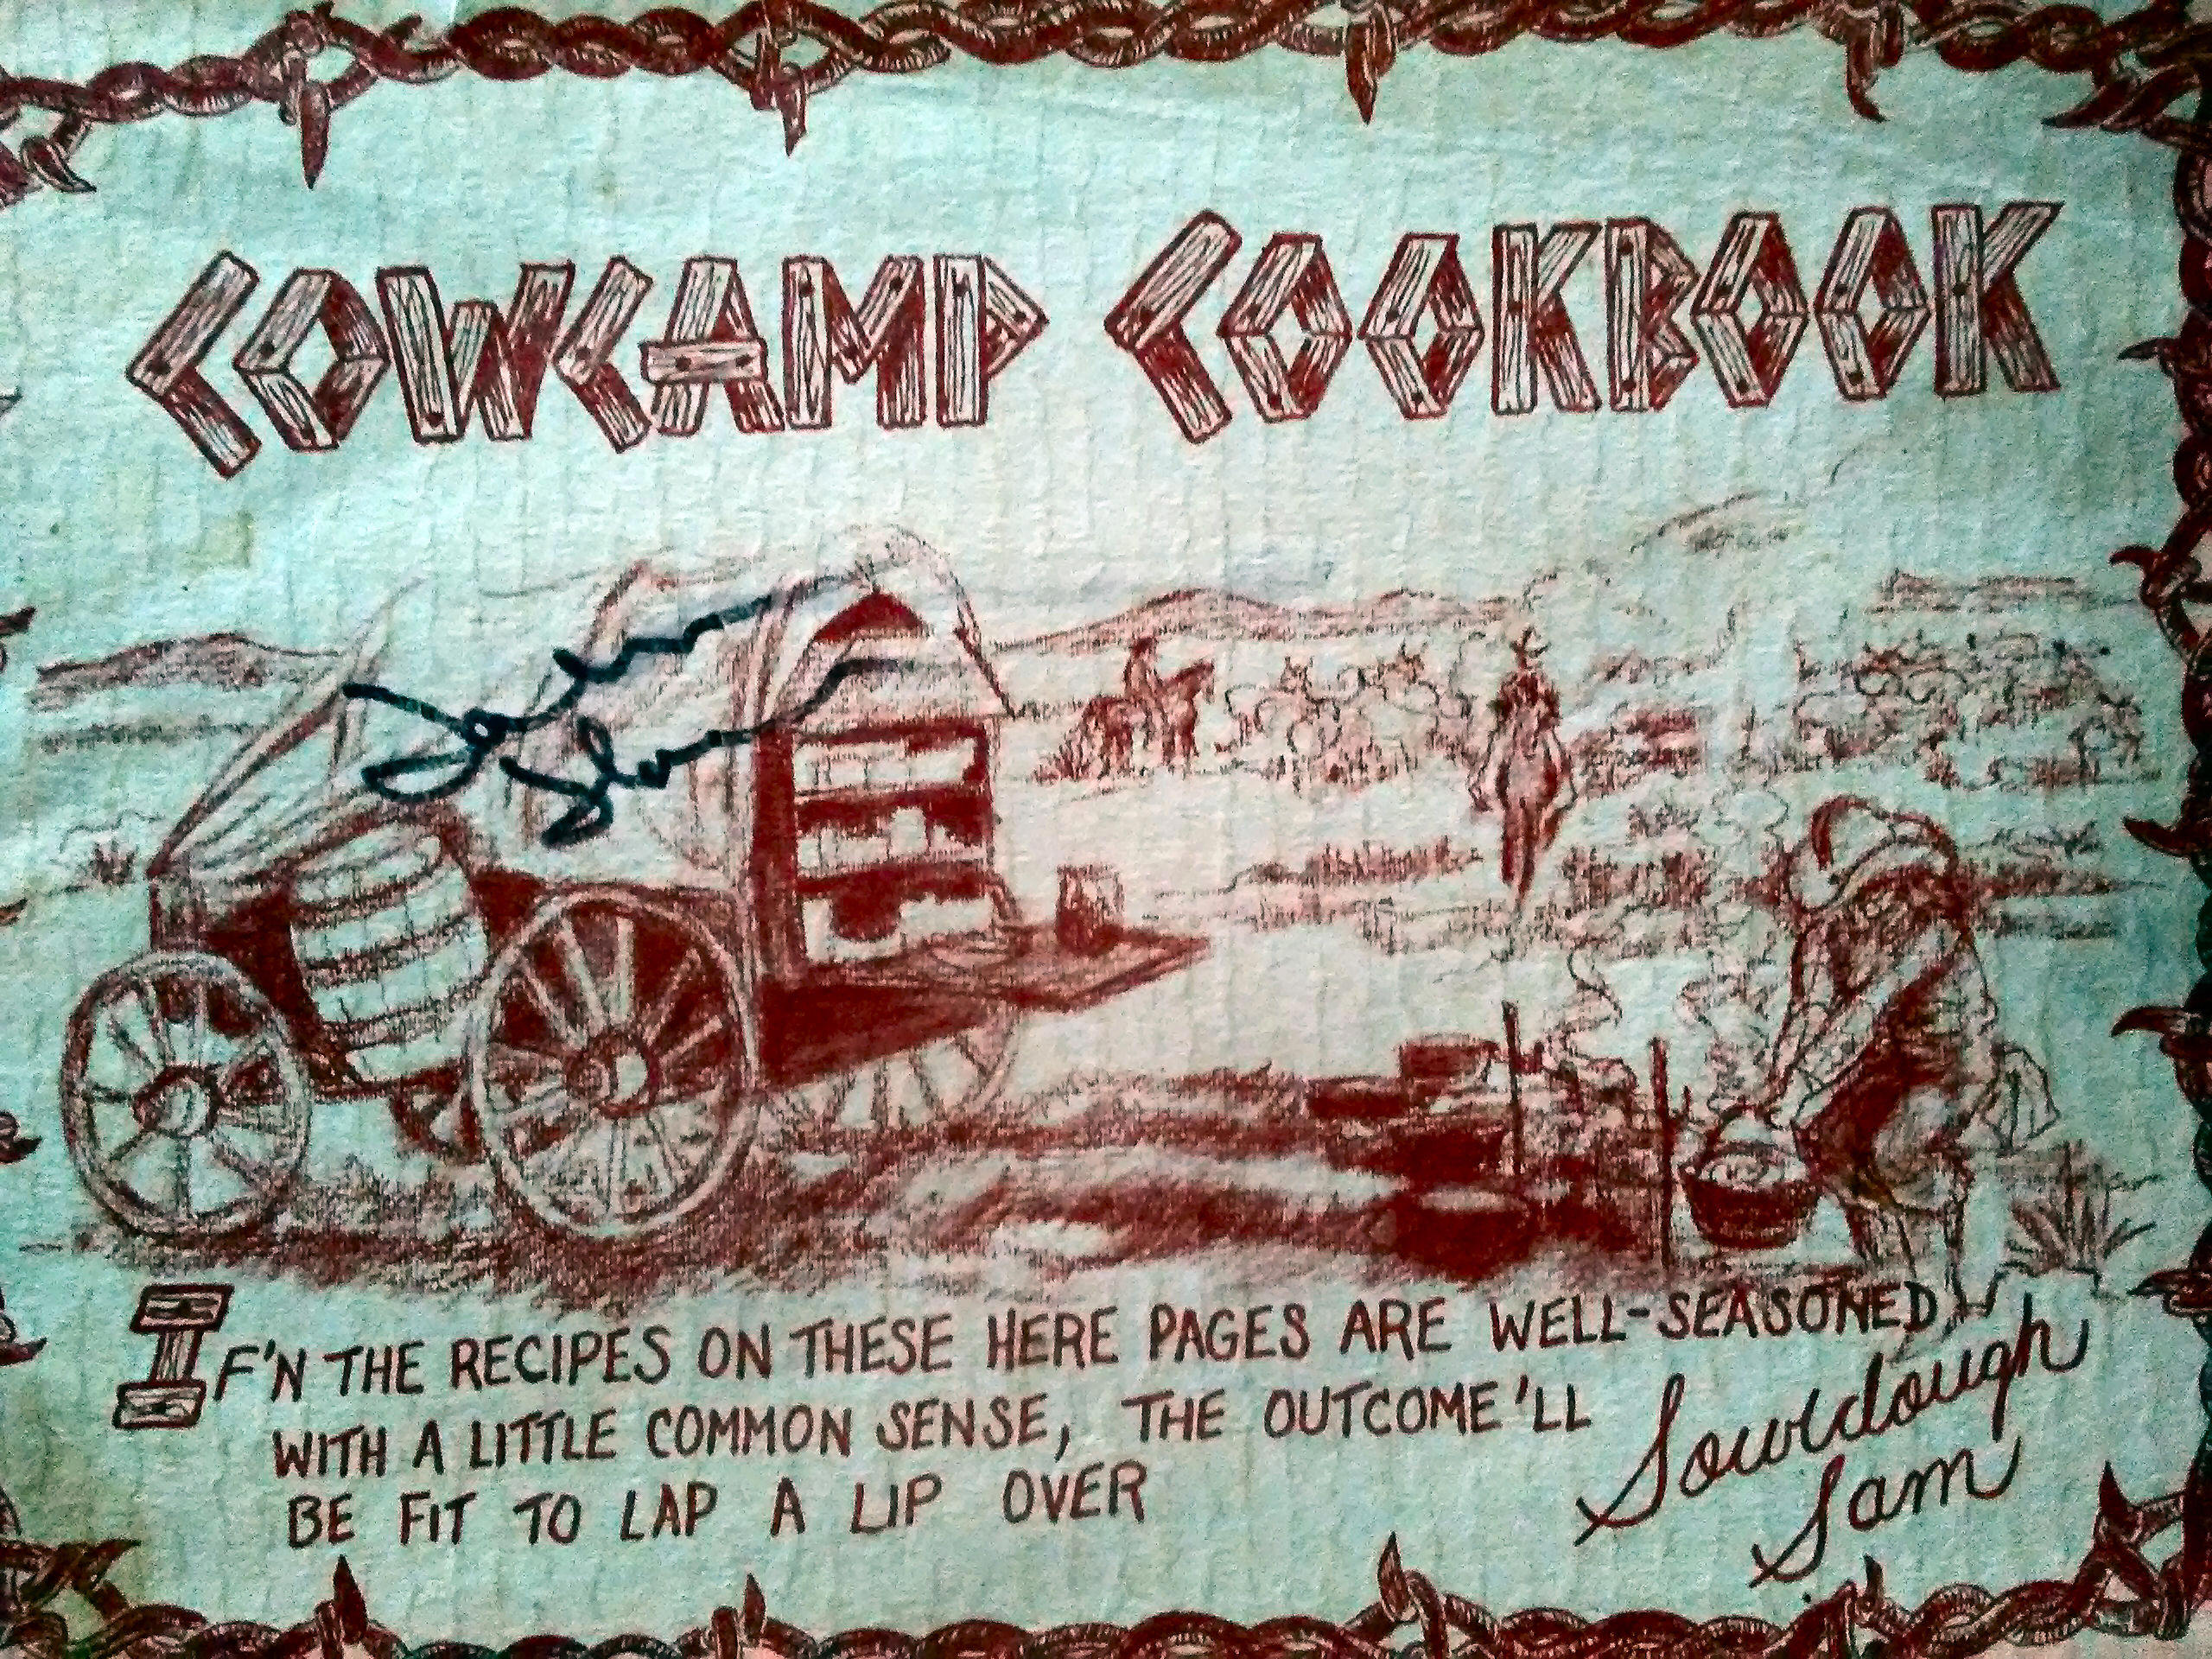 COWCAMP COOKBOOK
IF'N THE RECIPES ON THESE HERE PAGES ARE WELL-SEASONED
WITH A LITTLE COMMON SENSE, THE OUTCOME'LL
BE FIT TO LAP A LIP OVER
Sowrdough
Sam